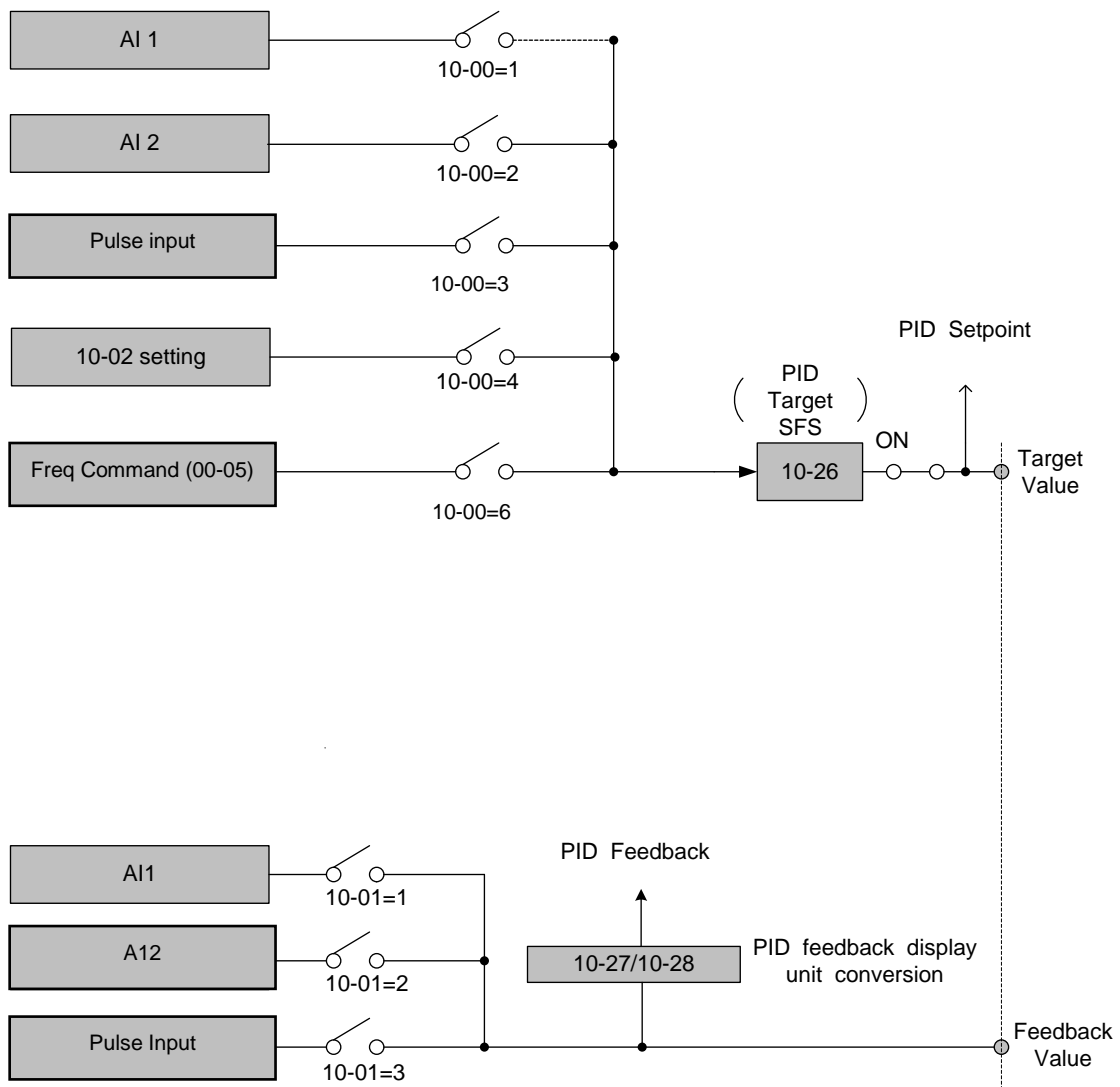 AI 1
10-00=1
AI 2
10-00=2
Pulse input
10-00=3
10-02 setting
10-00=4
Freq Command (00-05)
10-00=6
PID Setpoint
( PID
Target
SFS )
10-26
ON
Target
Value
AI1
10-01=1
A12
10-01=2
Pulse Input
10-01=3
PID Feedback
10-27/10-28
PID feedback display
unit conversion
Feedback
Value